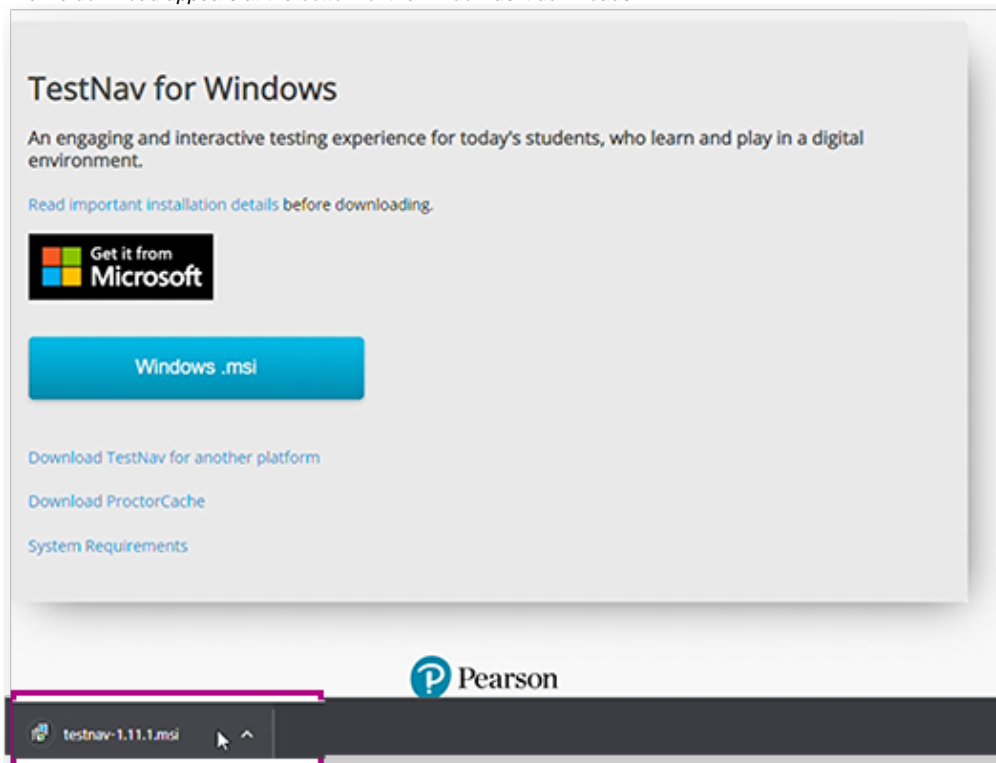 TestNav for Windows
An engaging and interactive testing experience for today's students, who learn and play in a digital
environment.
Read important installation details before downloading.
Get it from
Microsoft
Windows .msi
Download TestNav for another platform
Download ProctorCache
System Requirements
P Pearson
testnav-1.11.1.msi